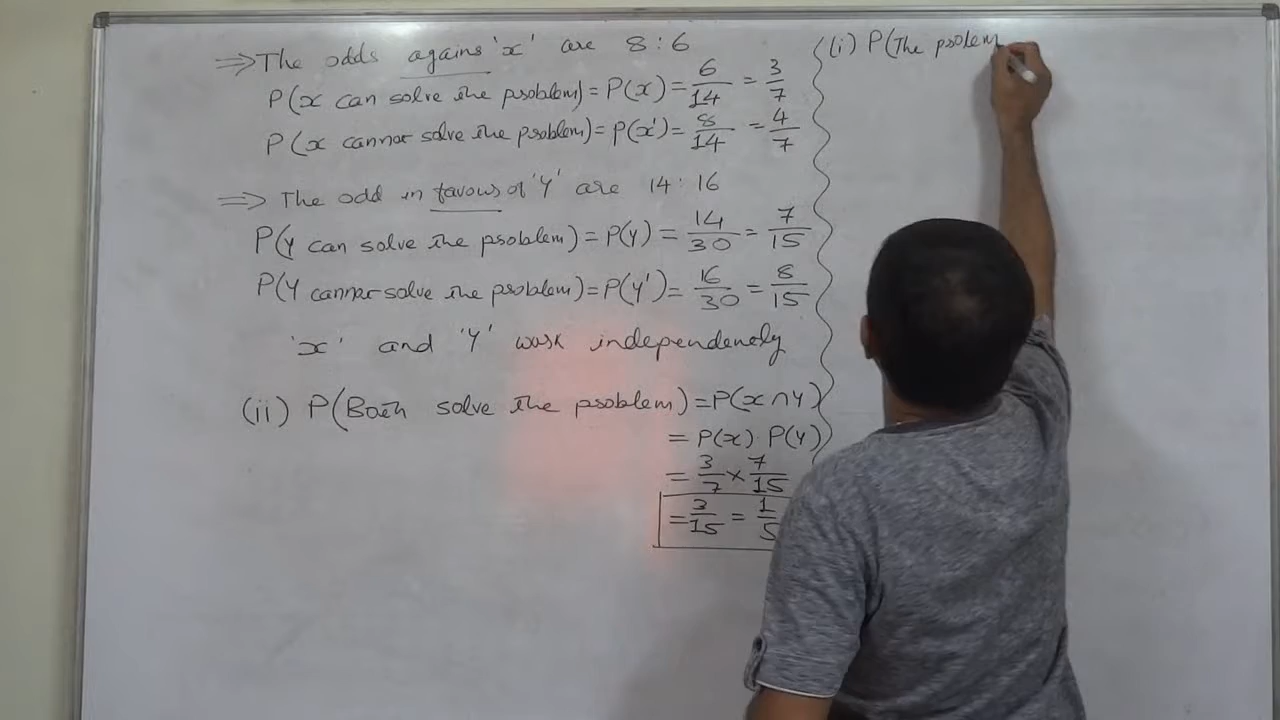 ⇒ The odds agains 'x' are 8 : 6
P(x can solve the problem) = P(x) = 6/14 = 3/7
P(x cannot solve the problem) = P(x') = 8/14 = 4/7
⇒ The odd in favour of 'Y' are 14 : 16
P(Y can solve the problem) = P(Y) = 14/30 = 7/15
P(Y cannot solve the problem) = P(Y') = 16/30 = 8/15
'x' and 'Y' work independenely
(ii) P(Both solve the problem) = P(x ∩ Y)
= P(x) P(Y)
= 3/7 × 7/15
= 3/15 = 1/5
(i) P(The prolem